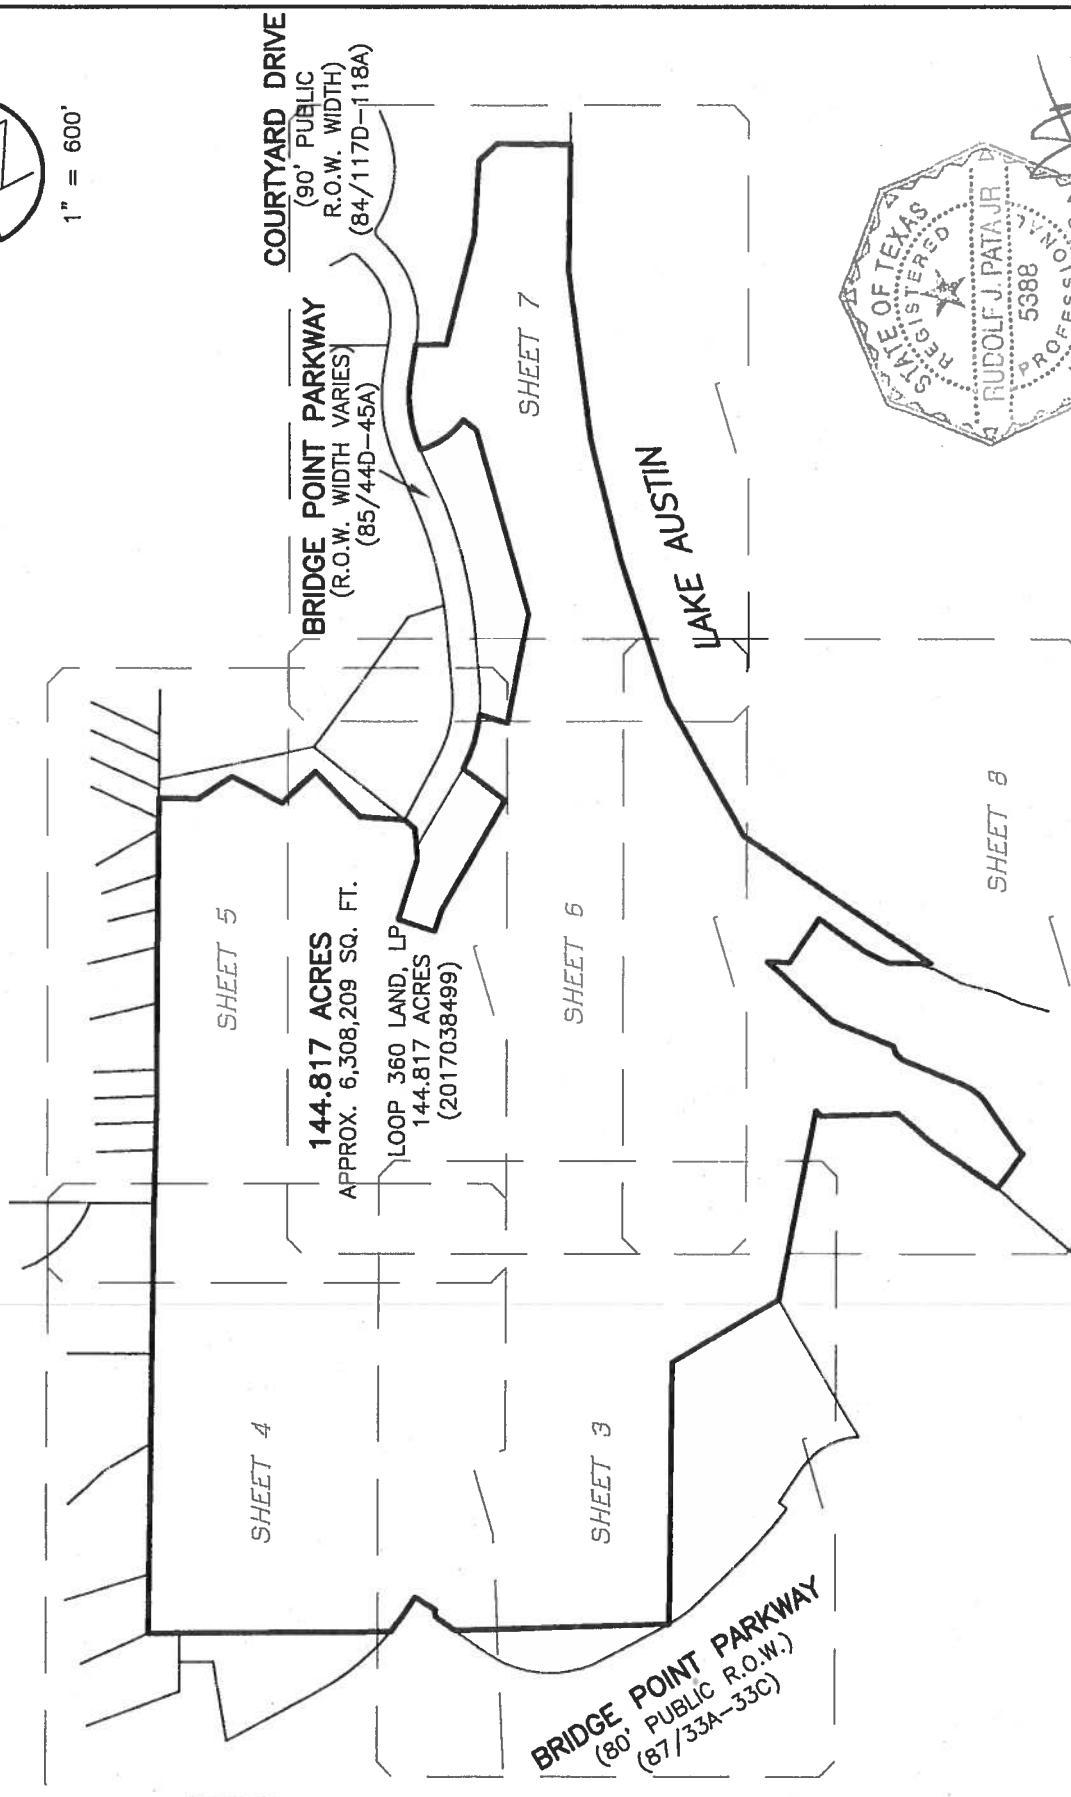 1" = 600'
COURTYARD DRIVE
(90' PUBLIC
R.O.W. WIDTH)
(84/117D-118A)
BRIDGE POINT PARKWAY
(R.O.W. WIDTH VARIES)
(85/44D-45A)
SHEET 7
LAKE AUSTIN
STATE OF TEXAS
REGISTERED
RUDOLF J. PATA JR
5388
SHEET 5
144.817 ACRES
APPROX. 6,308,209 SQ. FT.
LOOP 360 LAND, LP
144.817 ACRES
(2017038499)
SHEET 6
SHEET 8
SHEET 4
SHEET 3
BRIDGE POINT PARKWAY
(80' PUBLIC R.O.W.)
(87/33A-33C)